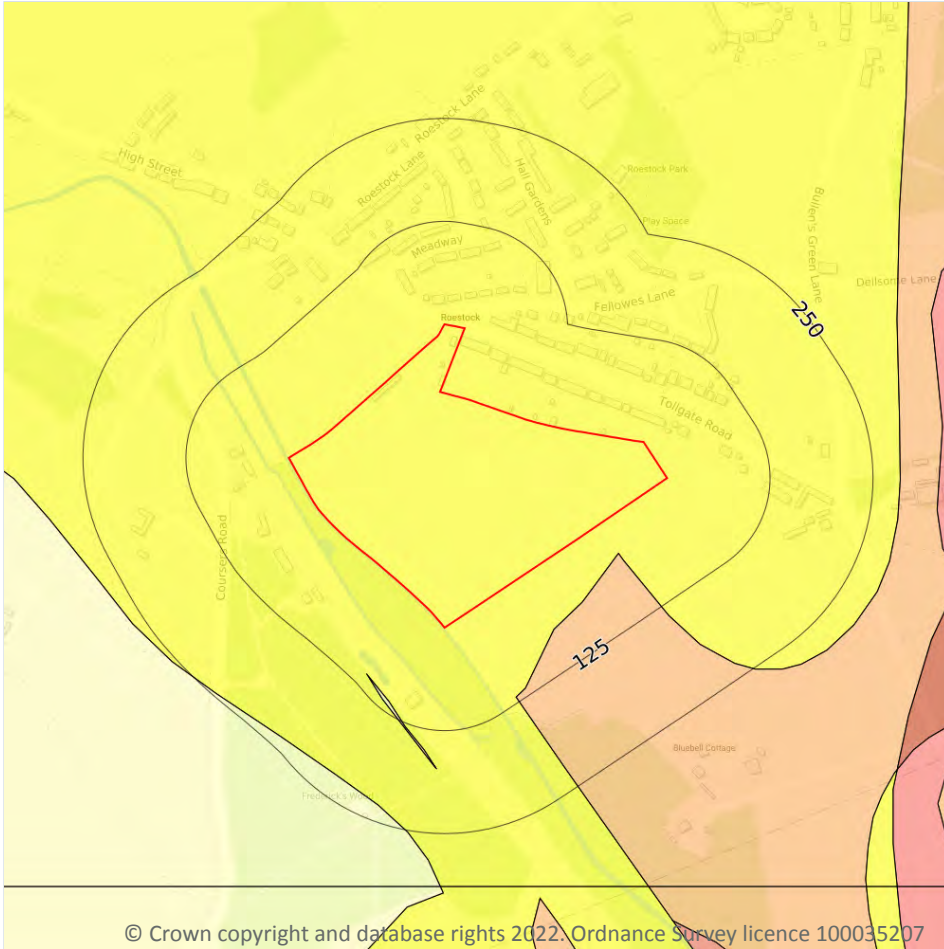 Roestock Lane
High Street
Roestock Lane
Hall Gardens
Roestock Park
Play Space
Bullen's Green Lane
Meadway
Dellsome Lane
Fellowes Lane
Roestock
250
Tollgate Road
Coursers Road
125
Bluebell Cottage
Frederick's Wood
© Crown copyright and database rights 2022. Ordnance Survey licence 100035207